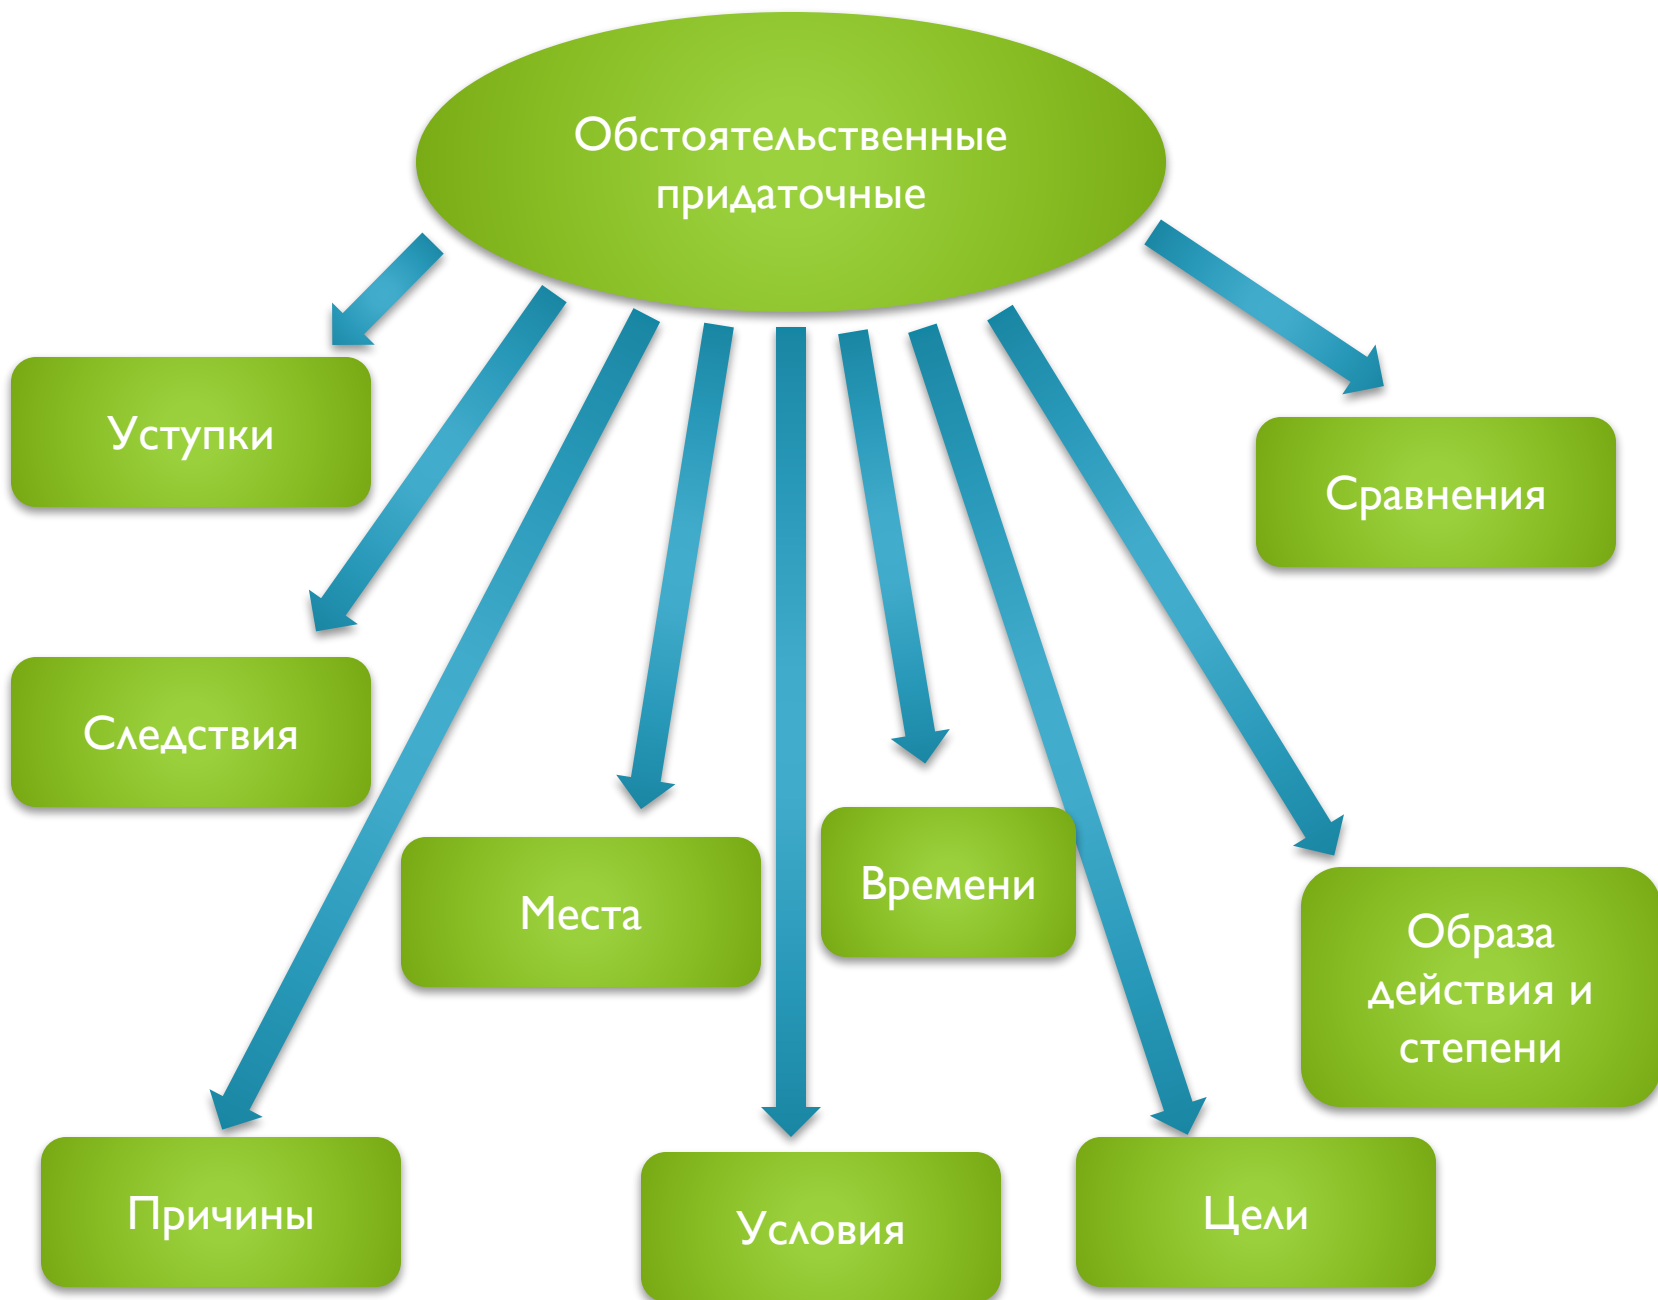 Обстоятельственные
придаточные
Уступки
Сравнения
Следствия
Места
Времени
Образа
действия и
степени
Причины
Условия
Цели